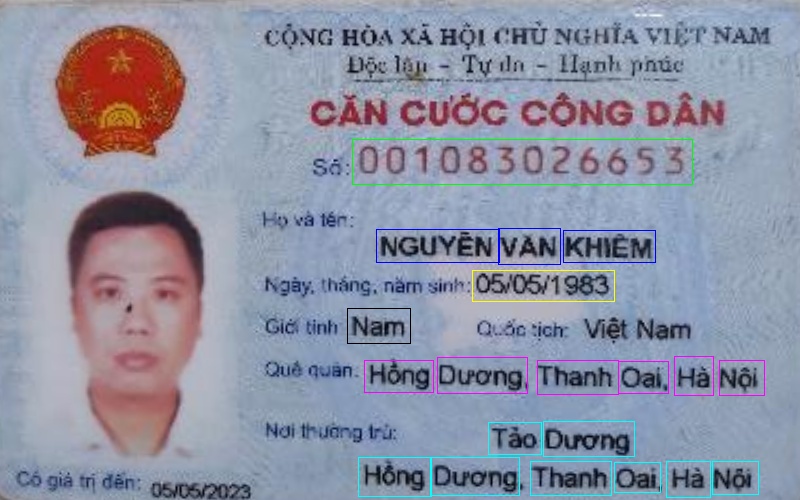 CỘNG HÒA XÃ HỘI CHỦ NGHĨA VIỆT NAM
Độc lập - Tự do - Hạnh phúc
CĂN CƯỚC CÔNG DÂN
Số: 001083026653
Họ và tên:
NGUYỄN VĂN KHIÊM
Ngày, tháng, năm sinh: 05/05/1983
Giới tính Nam Quốc tịch: Việt Nam
Quê quán: Hồng Dương, Thanh Oai, Hà Nội
Nơi thường trú: Tảo Dương
Hồng Dương, Thanh Oai, Hà Nội
Có giá trị đến: 05/05/2023